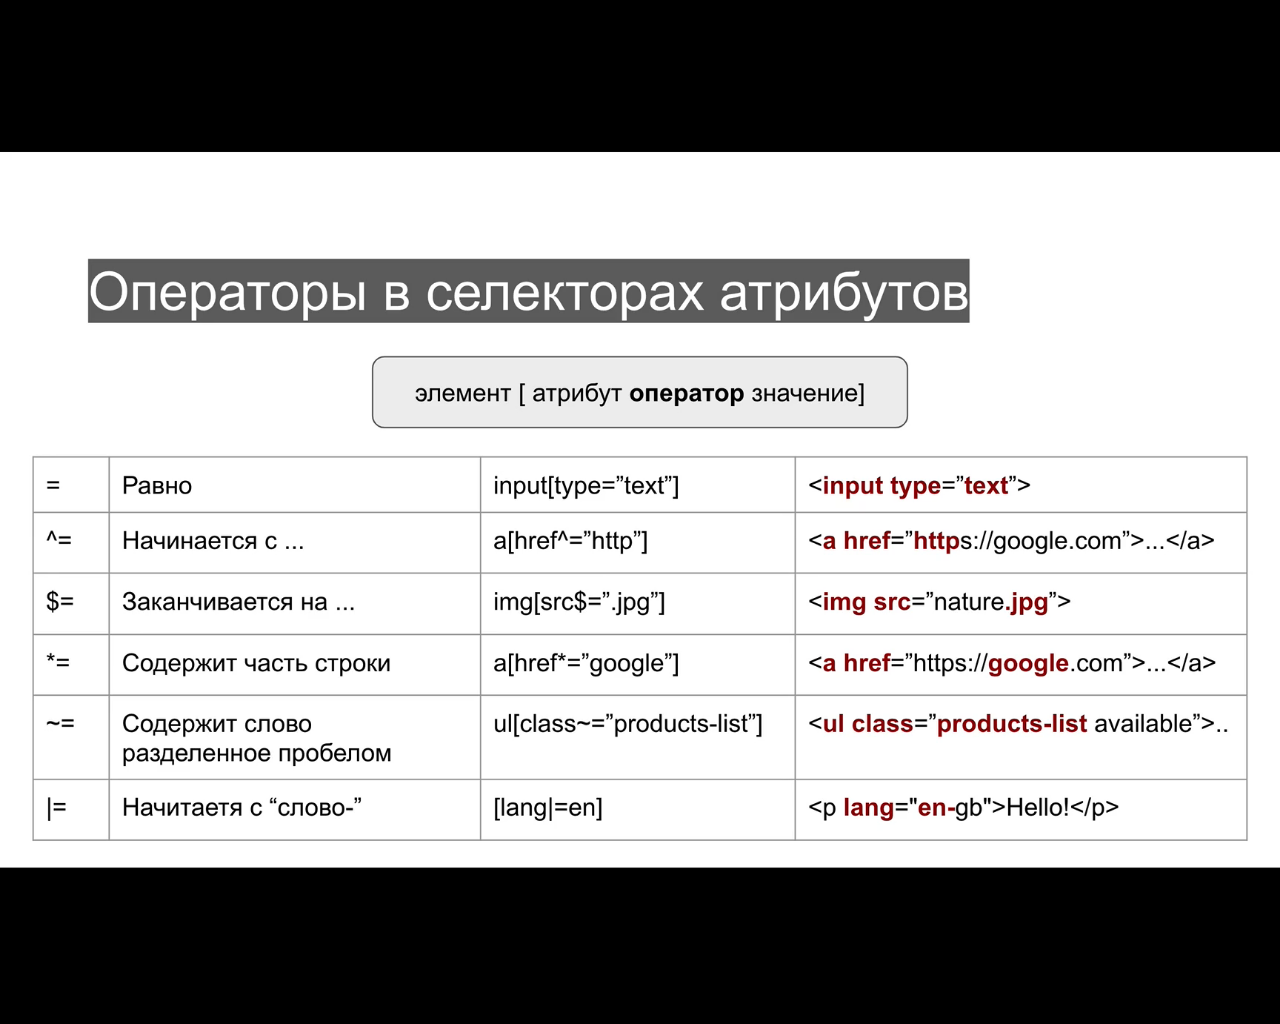 Операторы в селекторах атрибутов
элемент [ атрибут оператор значение]
= Равно input[type=”text”] <input type=”text”>
^= Начинается с ... a[href^=”http”] <a href=”https://google.com”>...</a>
$= Заканчивается на ... img[src$=”.jpg”] <img src=”nature.jpg”>
*= Содержит часть строки a[href*=”google”] <a href=”https://google.com”>...</a>
~= Содержит слово ul[class~=”products-list”] <ul class=”products-list available”>..
разделенное пробелом
|= Начитаетя с “слово-” [lang|=en] <p lang="en-gb">Hello!</p>